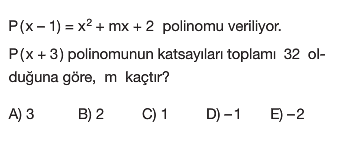 P(x – 1) = x² + mx + 2 polinomu veriliyor.
P(x + 3) polinomunun katsayıları toplamı 32 ol-
duğuna göre, m kaçtır?
A) 3 B) 2 C) 1 D) – 1 E) – 2